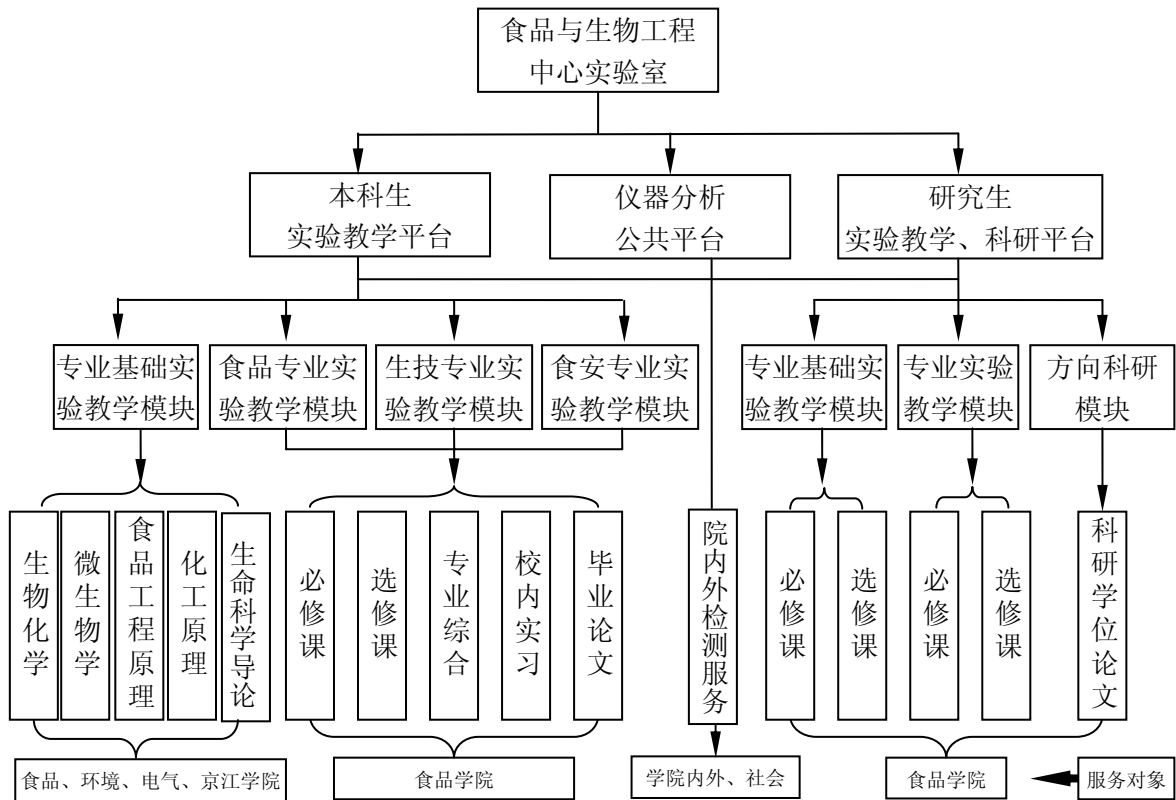 食品与生物工程
中心实验室
本科生
实验教学平台
仪器分析
公共平台
研究生
实验教学、科研平台
专业基础实
验教学模块
食品专业实
验教学模块
生技专业实
验教学模块
食安专业实
验教学模块
专业基础实
验教学模块
专业实验
教学模块
方向科研
模块
生物化学
微生物学
食品工程原理
化工原理
生命科学导论
必修课
选修课
专业综合
校内实习
毕业论文
院内外检测服务
必修课
选修课
必修课
选修课
科研学位论文
食品、环境、电气、京江学院
食品学院
学院内外、社会
食品学院
服务对象